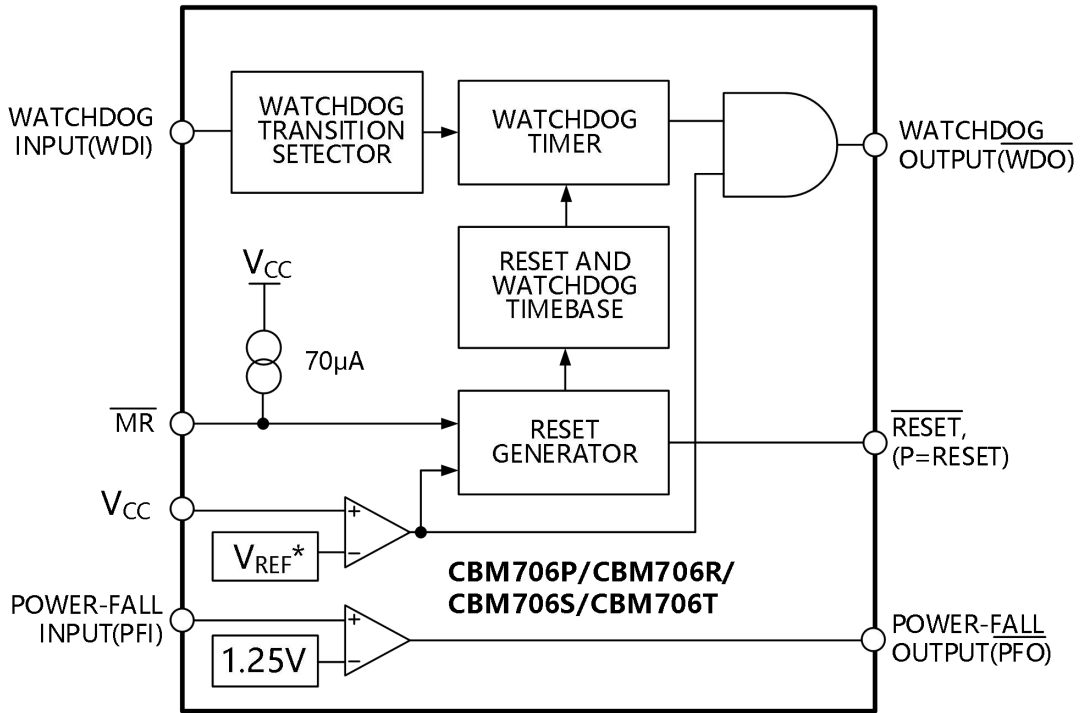 WATCHDOG
INPUT(WDI)
WATCHDOG
TRANSITION
SELECTOR
WATCHDOG
TIMER
WATCHDOG
OUTPUT(WDO)
RESET AND
WATCHDOG
TIMEBASE
VCC
70μA
MR
RESET
GENERATOR
RESET,
(P=RESET)
VCC
+
−
VREF*
CBM706P/CBM706R/
CBM706S/CBM706T
POWER-FALL
INPUT(PFI)
+
−
1.25V
POWER-FALL
OUTPUT(PFO)